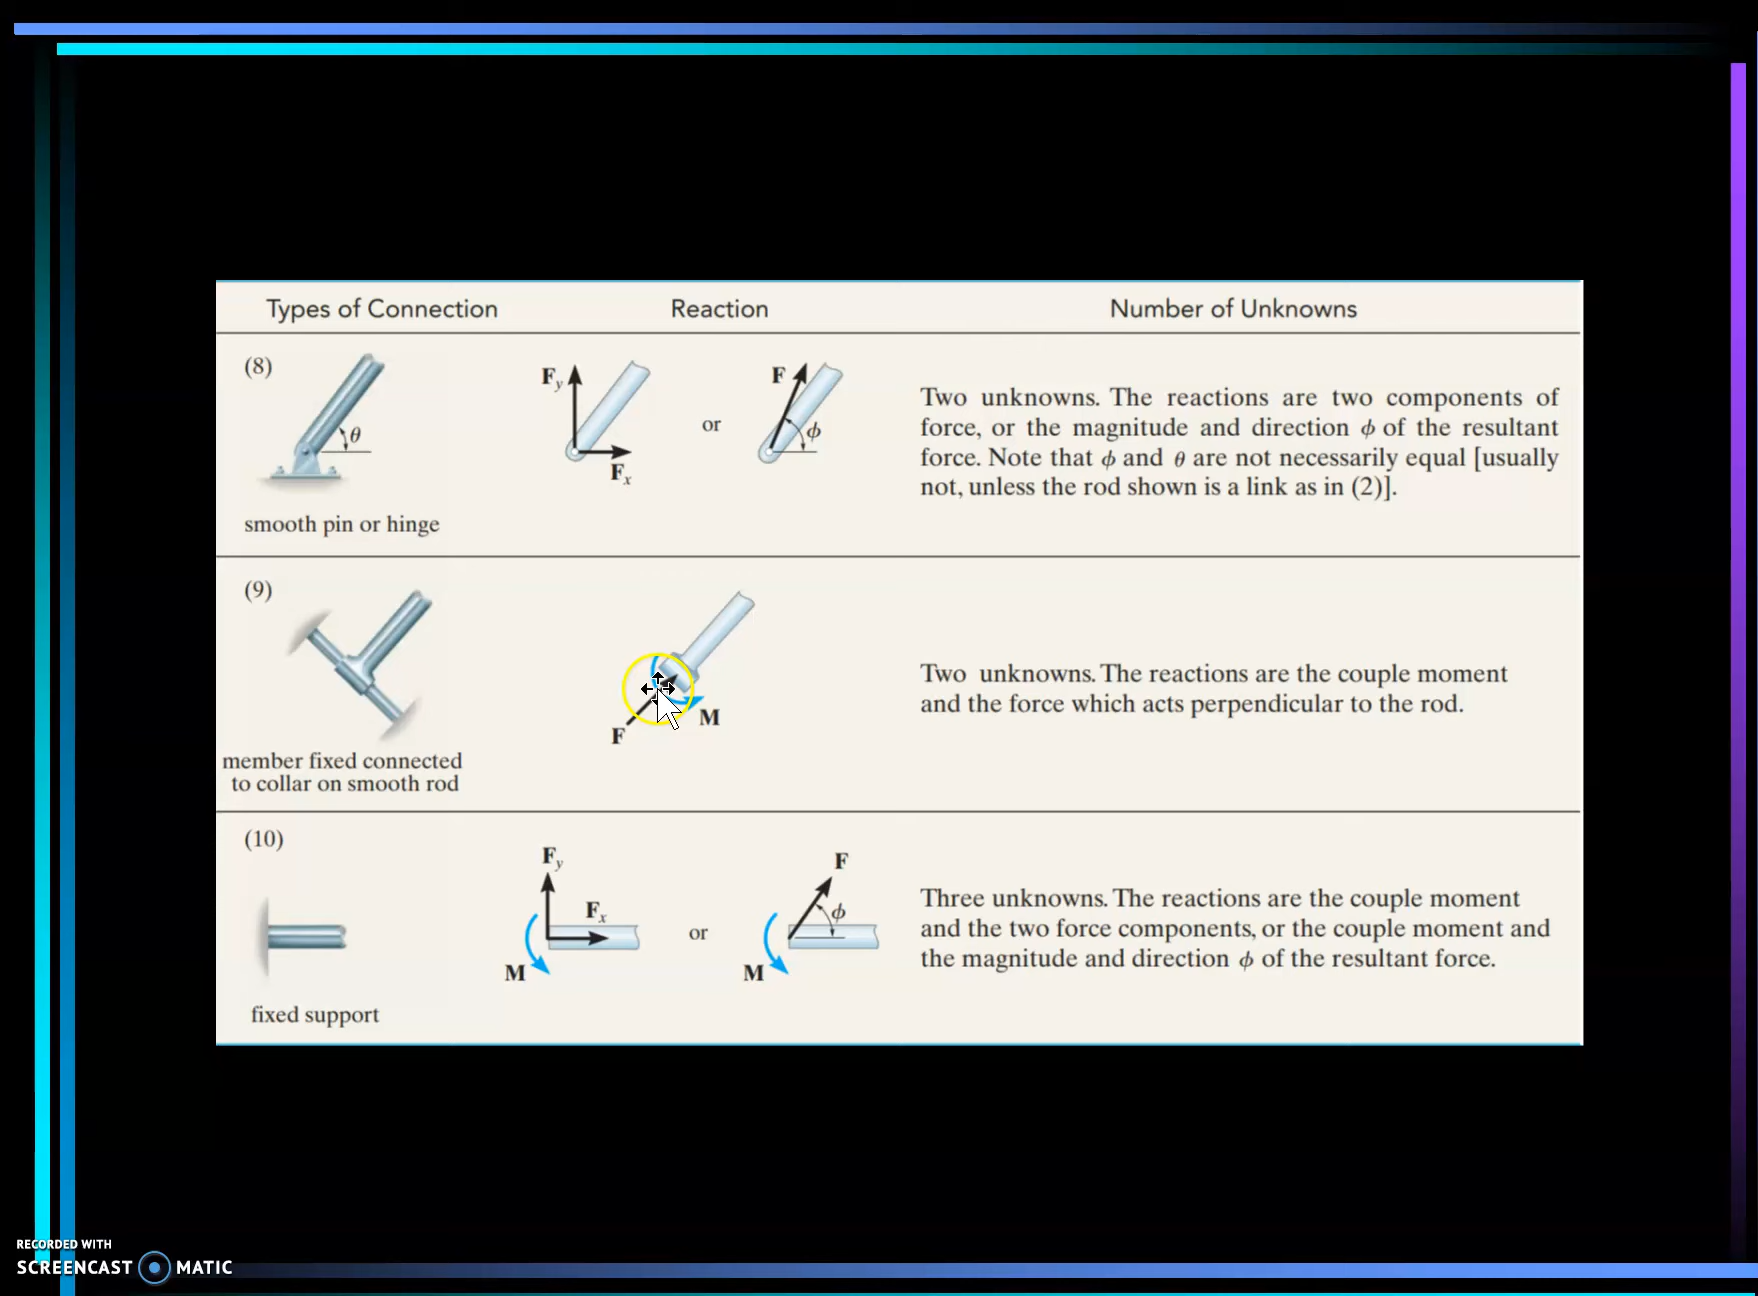 Types of Connection Reaction Number of Unknowns
(8)
θ
smooth pin or hinge
Fy
Fx
or
F
ϕ
Two unknowns. The reactions are two components of
force, or the magnitude and direction ϕ of the resultant
force. Note that ϕ and θ are not necessarily equal [usually
not, unless the rod shown is a link as in (2)].
(9)
member fixed connected
to collar on smooth rod
F
M
Two unknowns. The reactions are the couple moment
and the force which acts perpendicular to the rod.
(10)
fixed support
Fy
Fx
M
or
F
ϕ
M
Three unknowns. The reactions are the couple moment
and the two force components, or the couple moment and
the magnitude and direction ϕ of the resultant force.
RECORDED WITH
SCREENCAST MATIC